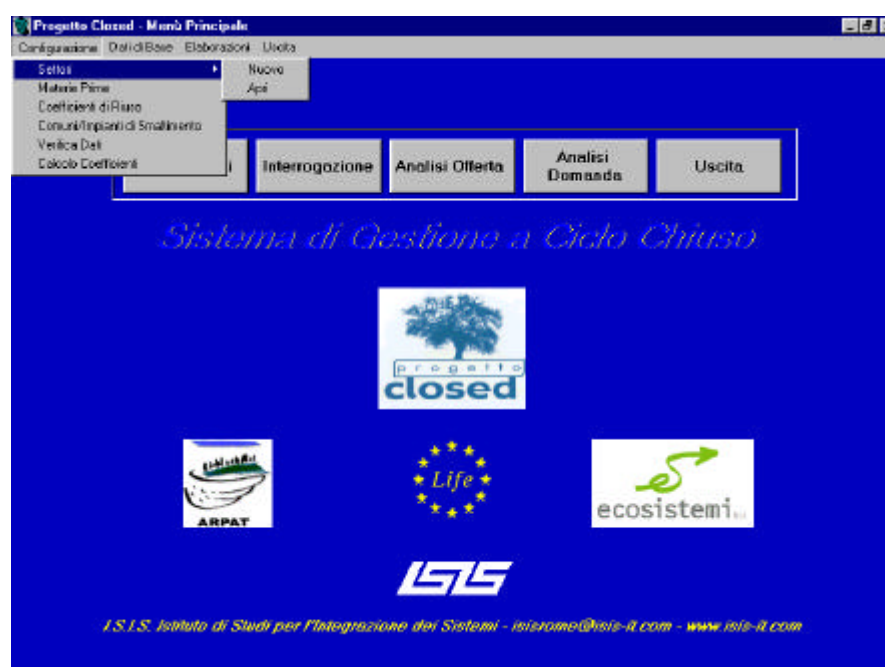 Progetto Closed - Menù Principale
Configurazione Dati di Base Elaborazioni Uscita
Settori Nuovo
Materie Prime Apri
Coefficienti di Riuso
Comuni/Impianti di Smaltimento
Verifica Dati
Calcolo Coefficienti
i Interrogazione Analisi Offerta Analisi Domanda Uscita
Sistema di Gestione a Ciclo Chiuso
progetto
closed
Life
ARPAT
ecosistemi
ISIS
I.S.I.S. Istituto di Studi per l'Integrazione dei Sistemi - isisrome@isis-it.com - www.isis-it.com